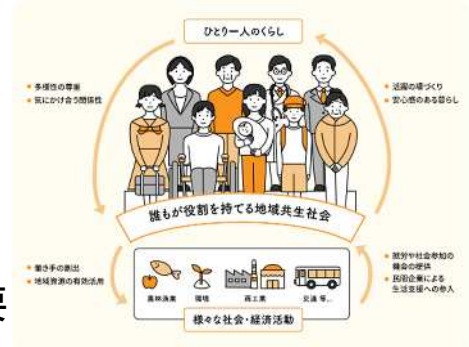 ひとり一人のくらし
多様性の尊重
気にかけ合う関係性
活躍の場づくり
安心感のある暮らし
誰もが役割を持てる地域共生社会
働き手の創出
地域資源の有効活用
就労や社会参加の
機会の提供
民間企業による
生活支援への参入
農林漁業
環境
商工業
交通 等…
様々な社会・経済活動
要